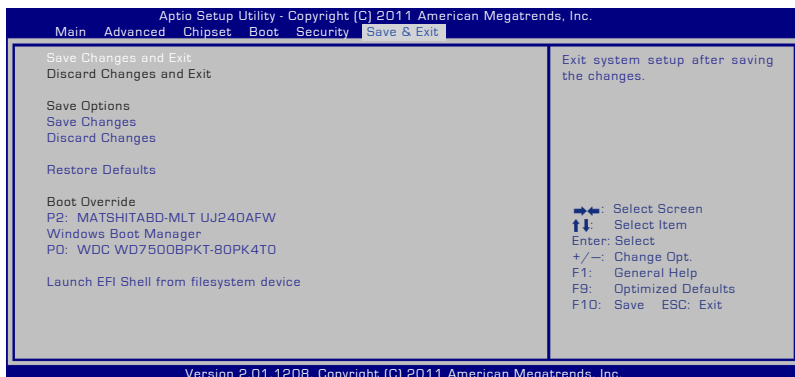 Aptio Setup Utility - Copyright (C) 2011 American Megatrends, Inc.
Main Advanced Chipset Boot Security Save & Exit
Save Changes and Exit
Discard Changes and Exit
Save Options
Save Changes
Discard Changes
Restore Defaults
Boot Override
P2: MATSHITABD-MLT UJ240AFW
Windows Boot Manager
P0: WDC WD7500BPKT-80PK4T0
Launch EFI Shell from filesystem device
Exit system setup after saving
the changes.
→←: Select Screen
↑↓: Select Item
Enter: Select
+/—: Change Opt.
F1: General Help
F9: Optimized Defaults
F10: Save ESC: Exit
Version 2.01.1208. Copyright (C) 2011 American Megatrends, Inc.